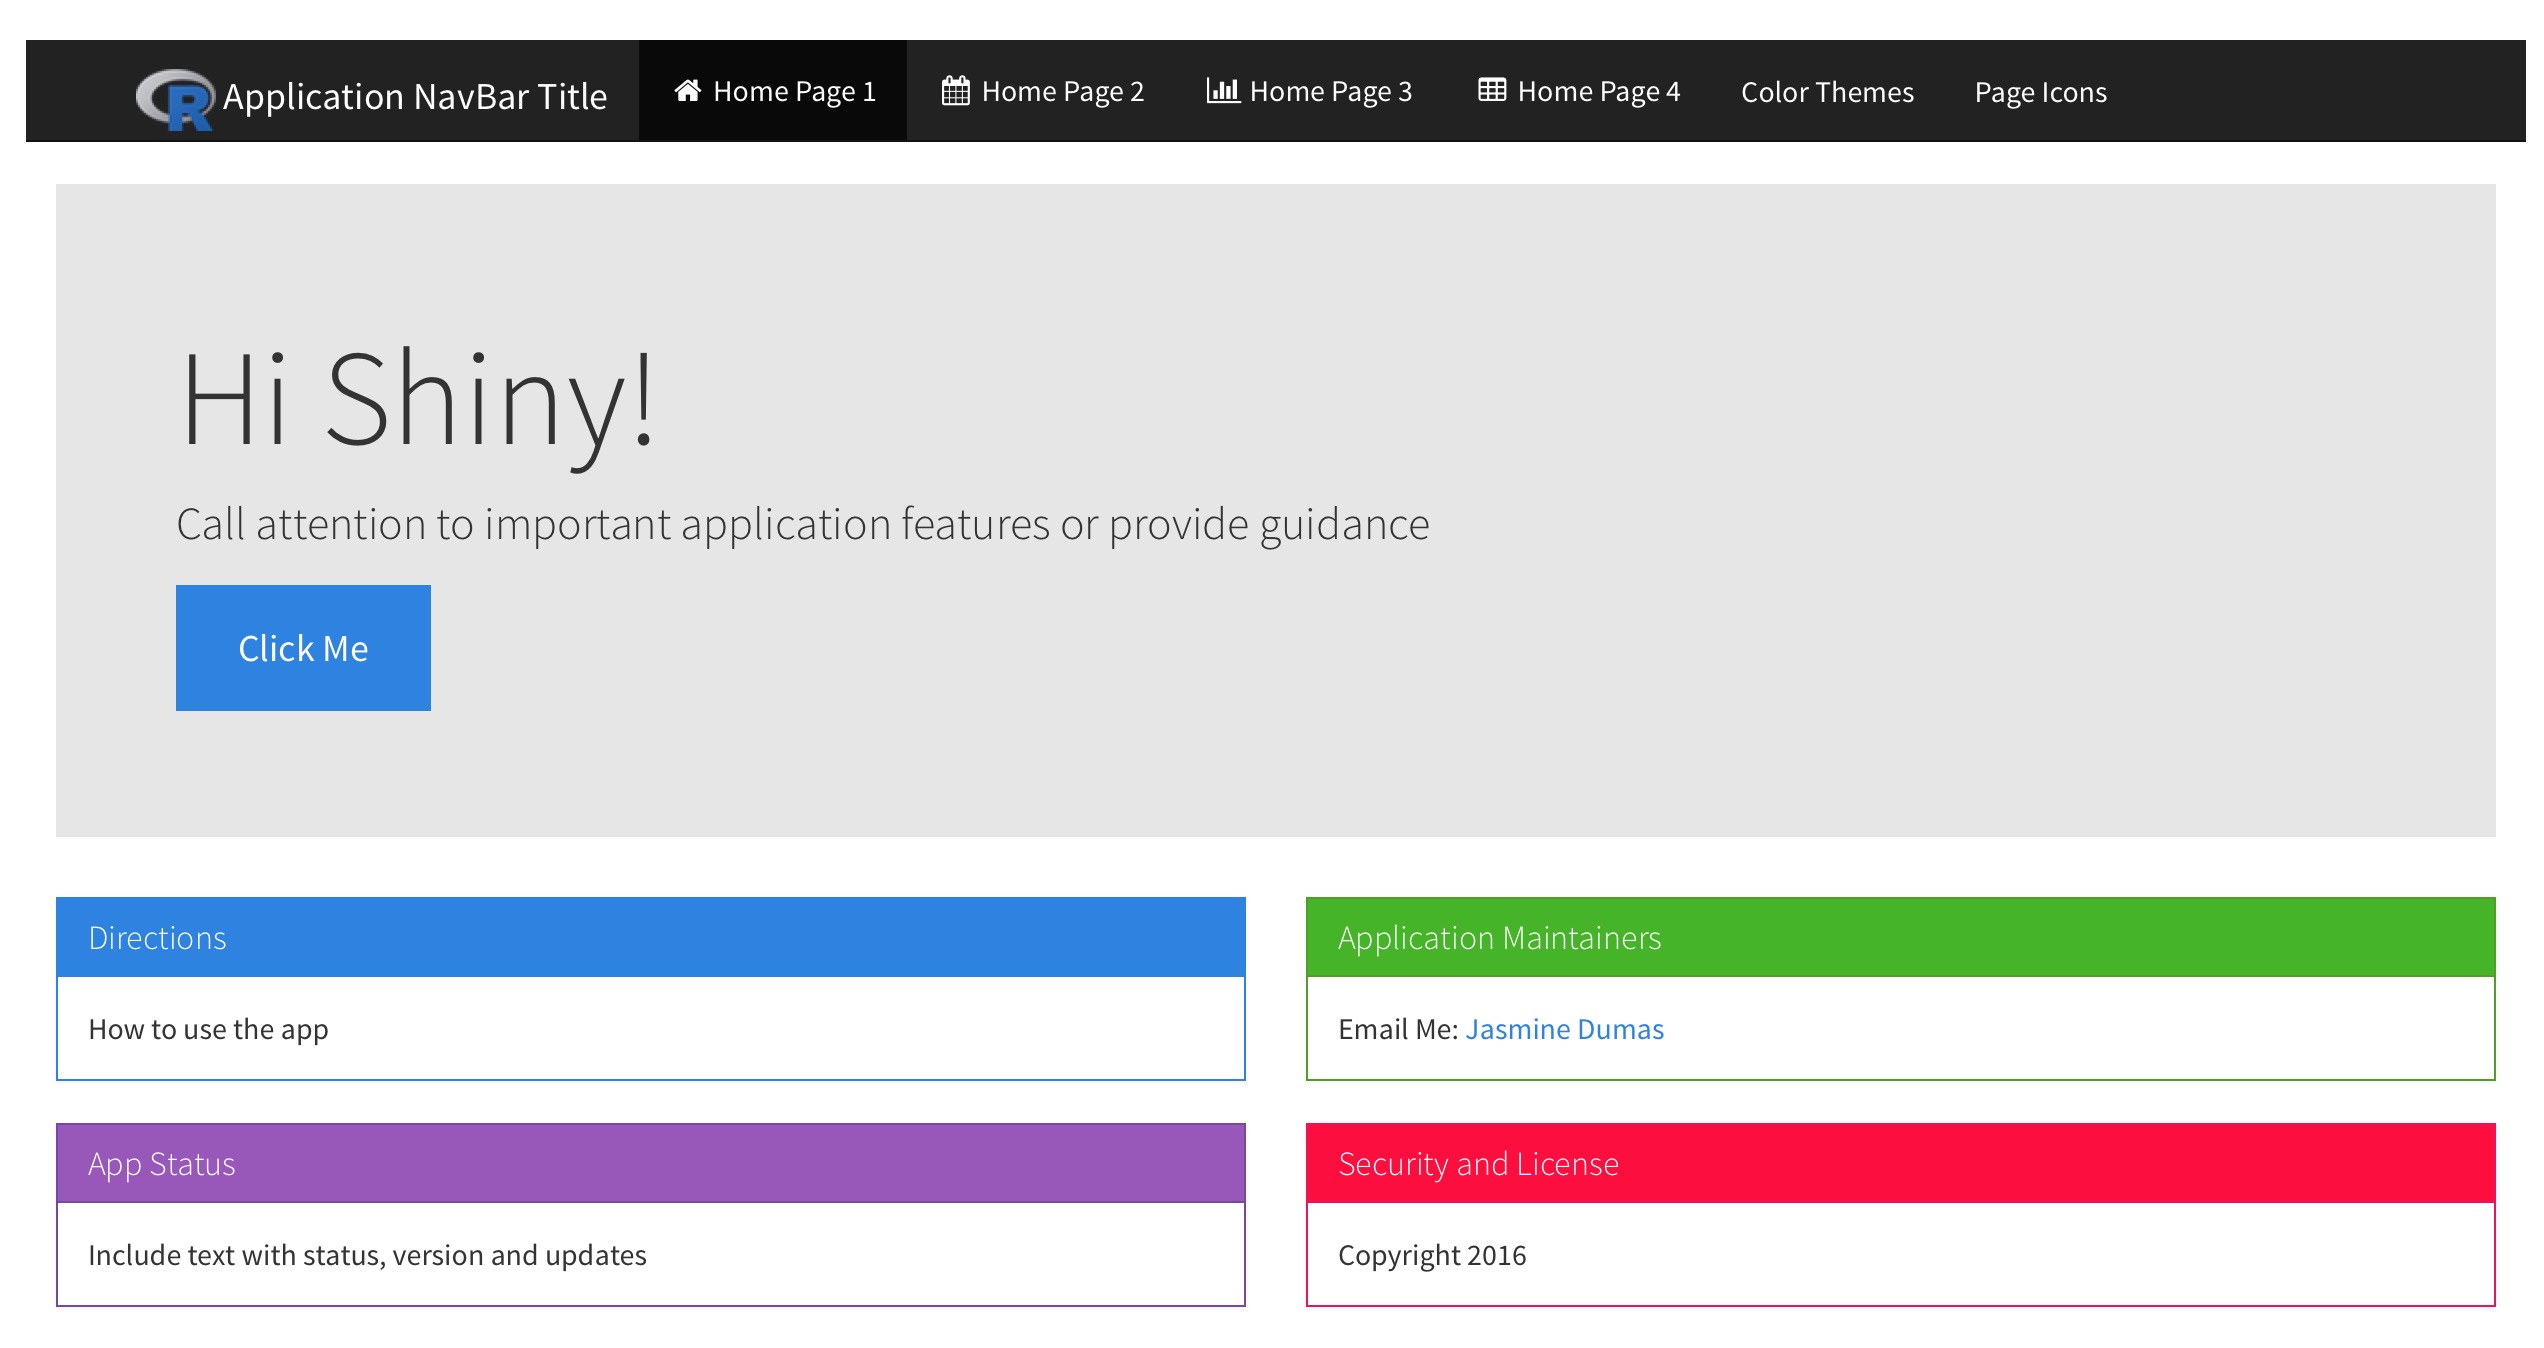 Application NavBar Title Home Page 1 Home Page 2 Home Page 3 Home Page 4 Color Themes Page Icons
Hi Shiny!
Call attention to important application features or provide guidance
Click Me
Directions
How to use the app
Application Maintainers
Email Me: Jasmine Dumas
App Status
Include text with status, version and updates
Security and License
Copyright 2016